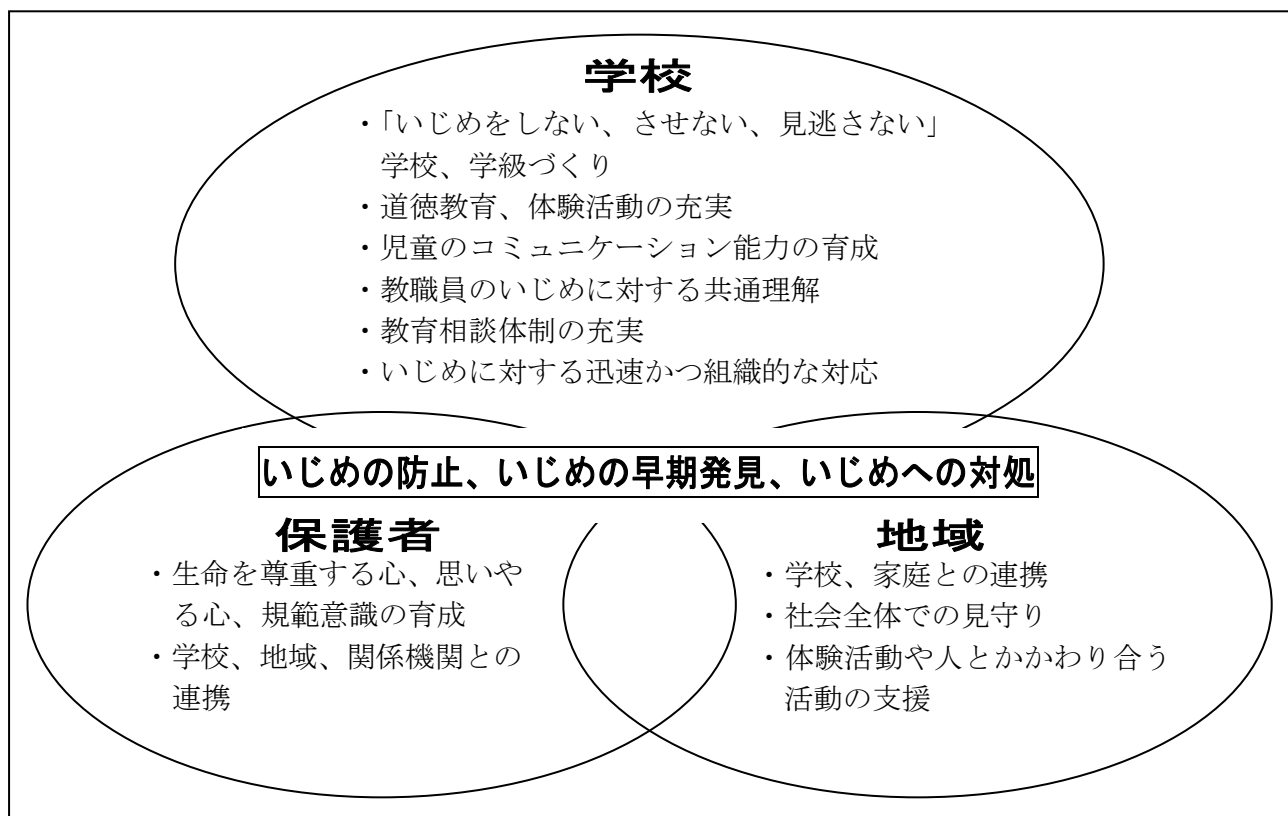 学校
・「いじめをしない、させない、見逃さない」
学校、学級づくり
・道徳教育、体験活動の充実
・児童のコミュニケーション能力の育成
・教職員のいじめに対する共通理解
・教育相談体制の充実
・いじめに対する迅速かつ組織的な対応
いじめの防止、いじめの早期発見、いじめへの対処
保護者
・生命を尊重する心、思いや
る心、規範意識の育成
・学校、地域、関係機関との
連携
地域
・学校、家庭との連携
・社会全体での見守り
・体験活動や人とかかわり合う
活動の支援